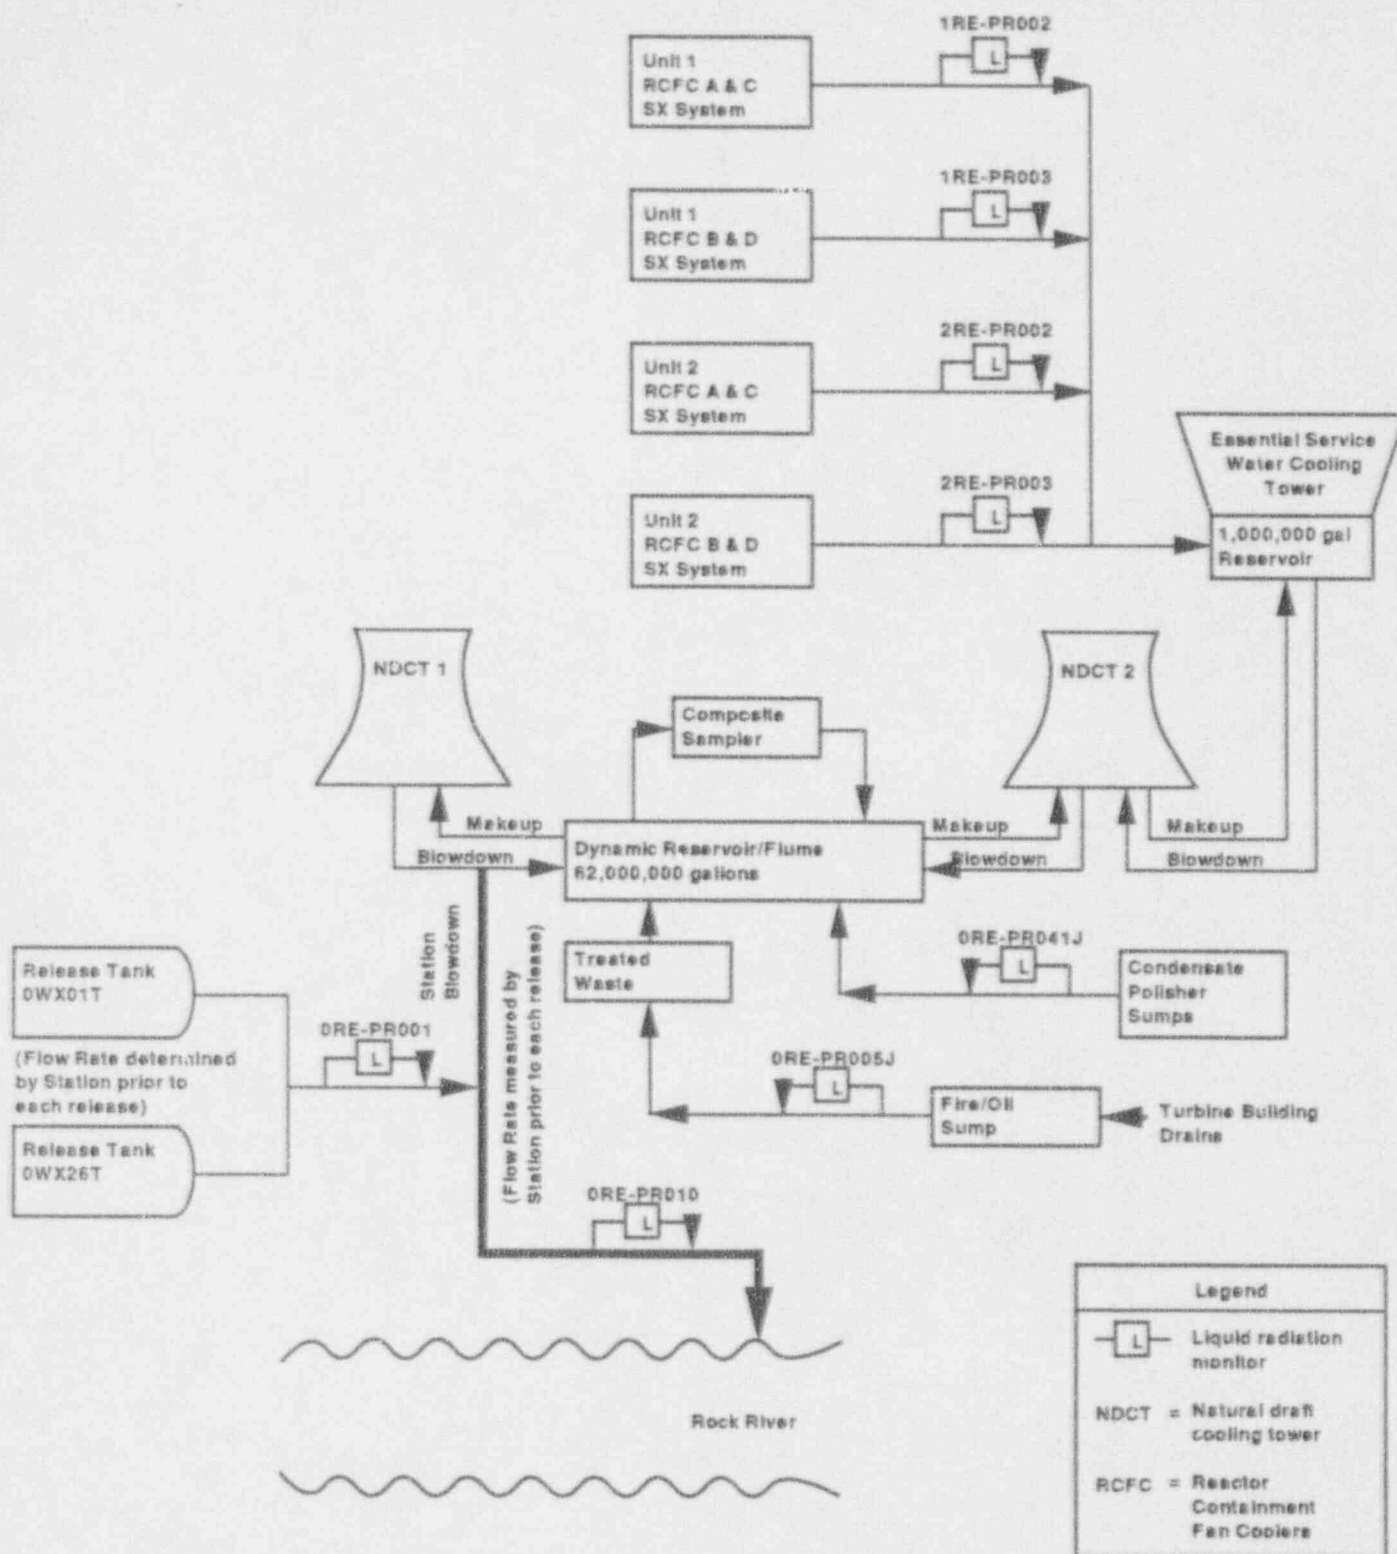 1RE-PR002
Unit 1
RCFC A & C
SX System
L
1RE-PR003
Unit 1
RCFC B & D
SX System
L
2RE-PR002
Unit 2
RCFC A & C
SX System
L
2RE-PR003
Unit 2
RCFC B & D
SX System
L
Essential Service
Water Cooling
Tower
1,000,000 gal
Reservoir
NDCT 1
NDCT 2
Composite
Sampler
Makeup
Blowdown
Dynamic Reservoir/Flume
62,000,000 gallons
Makeup
Blowdown
Makeup
Blowdown
Station
Blowdown
(Flow Rate measured by
Station prior to each release)
Treated
Waste
0RE-PR041J
L
Condensate
Polisher
Sumps
Release Tank
0WX01T
(Flow Rate determined
by Station prior to
each release)
0RE-PR001
L
Release Tank
0WX26T
0RE-PR005J
L
Fire/Oil
Sump
Turbine Building
Drains
0RE-PR010
L
Rock River
Legend
L Liquid radiation
monitor
NDCT = Natural draft
cooling tower
RCFC = Reactor
Containment
Fan Coolers